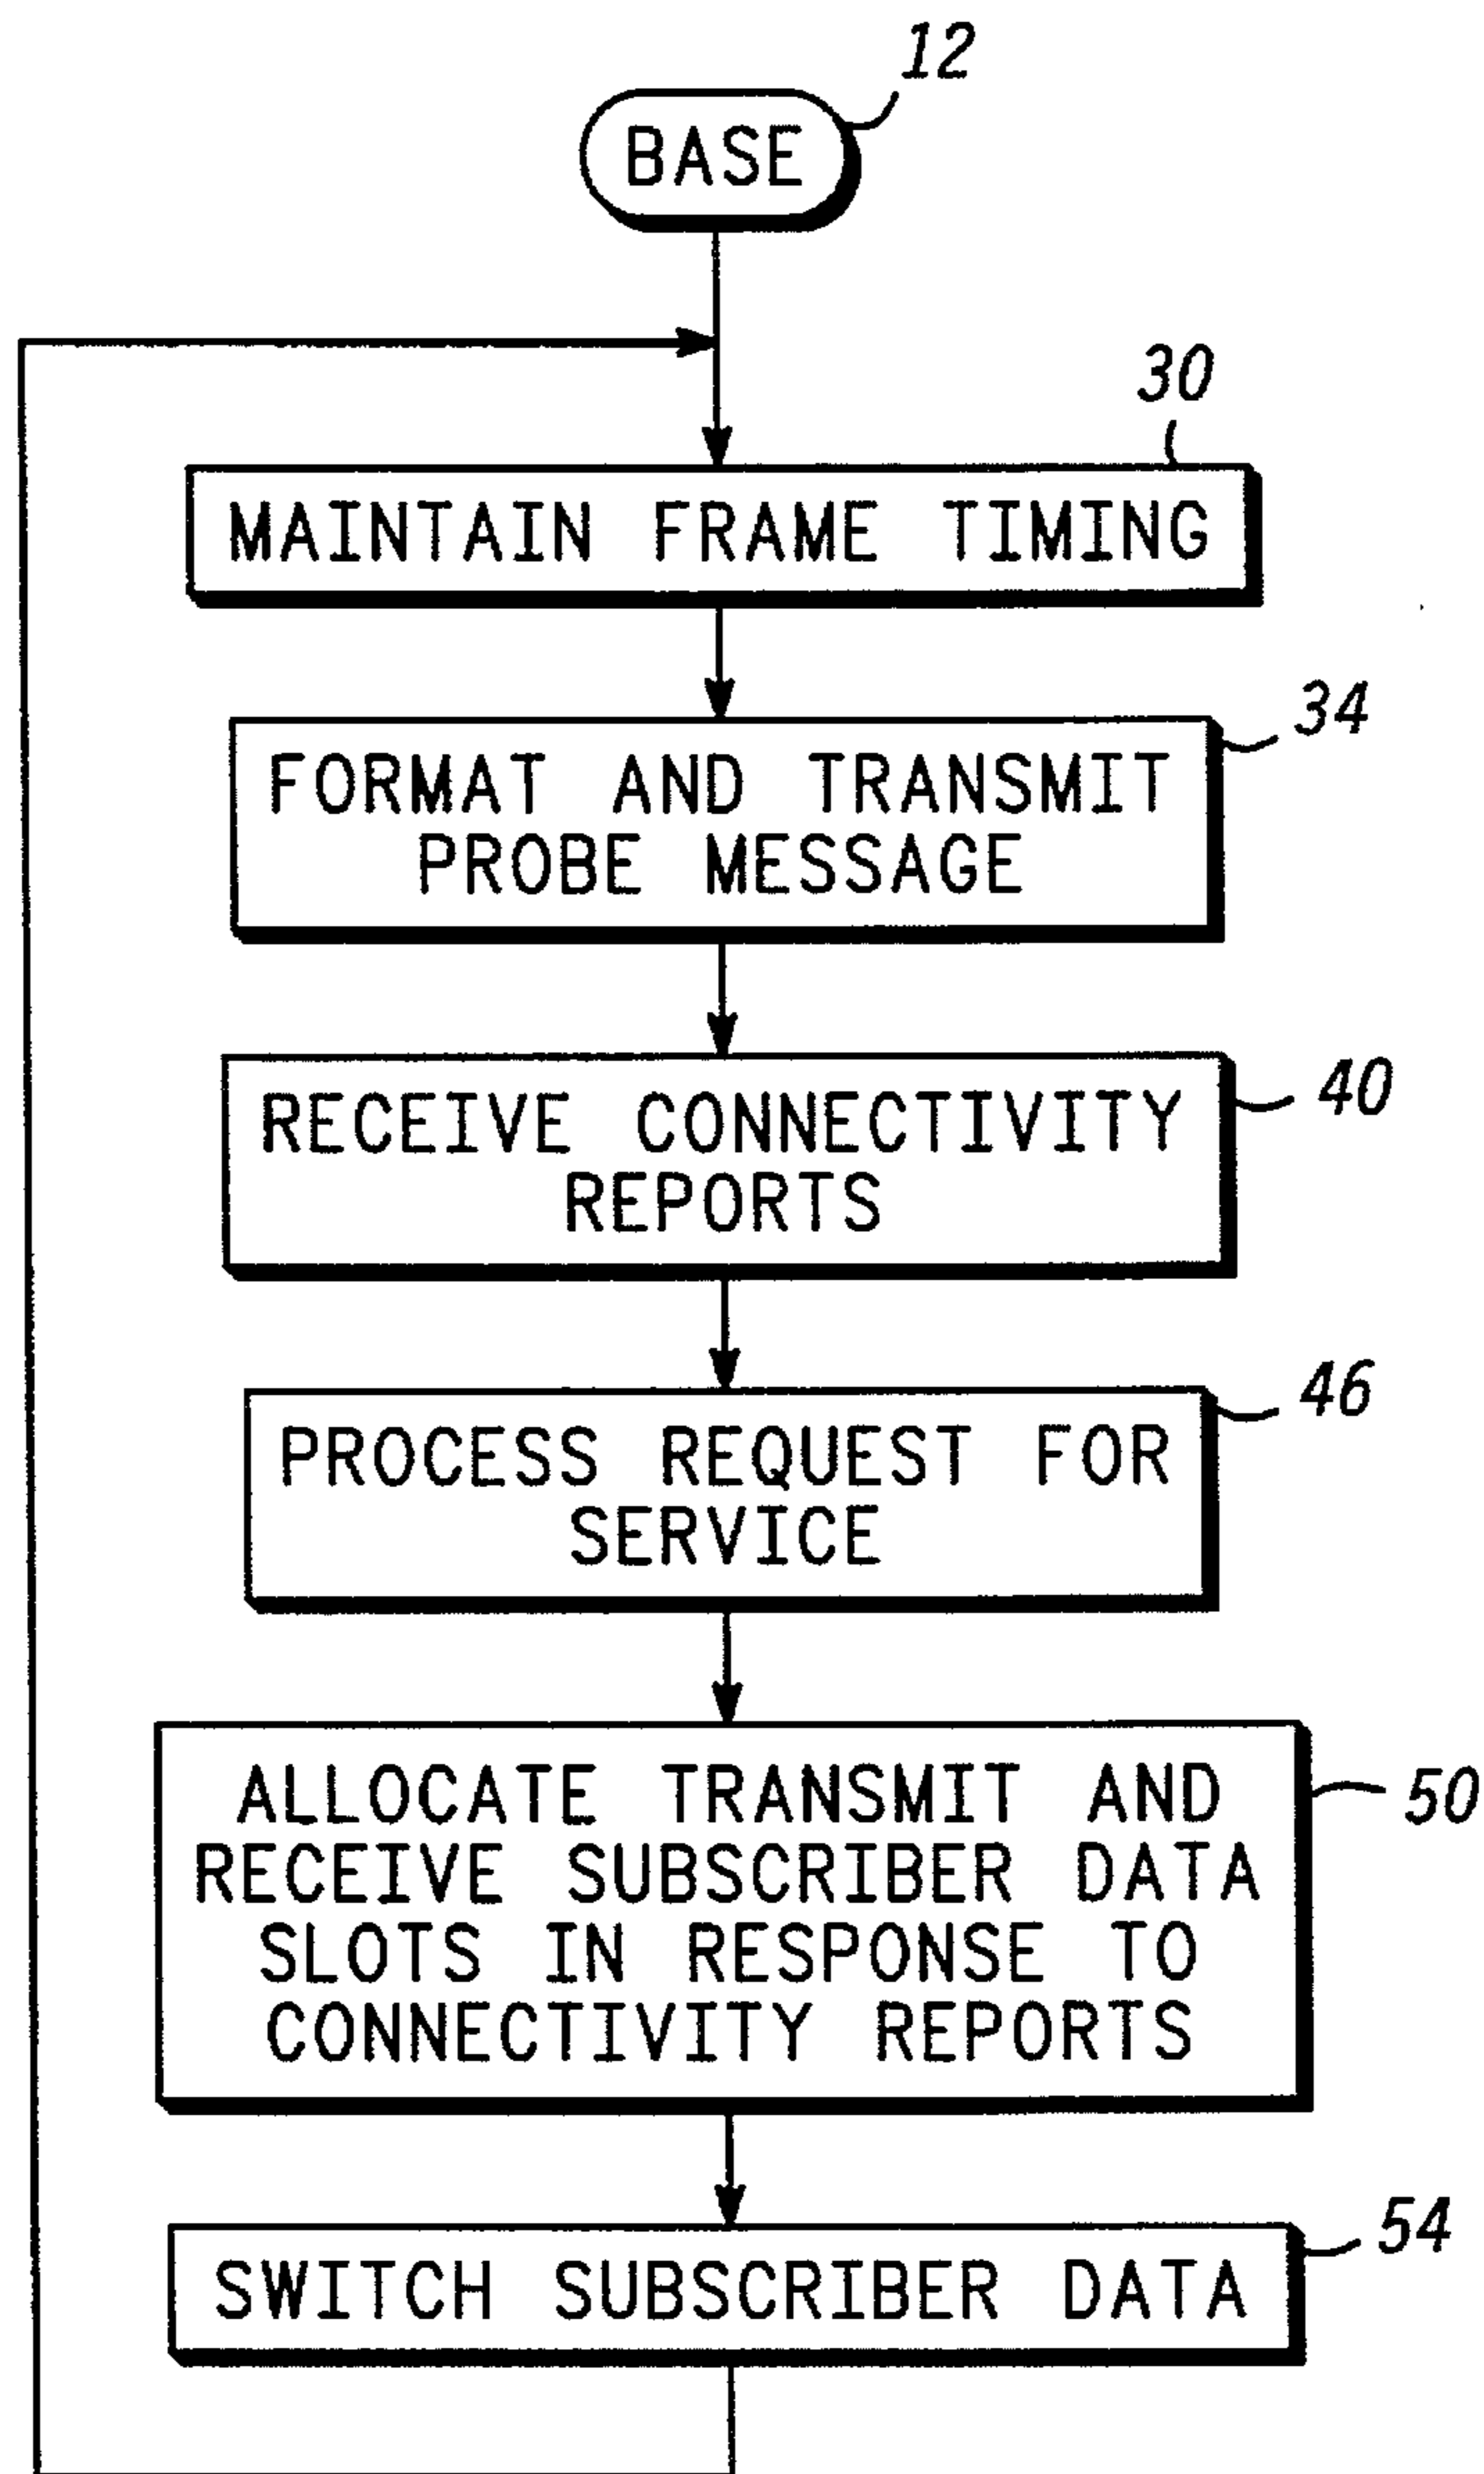 12
BASE
30
MAINTAIN FRAME TIMING
34
FORMAT AND TRANSMIT
PROBE MESSAGE
40
RECEIVE CONNECTIVITY
REPORTS
46
PROCESS REQUEST FOR
SERVICE
50
ALLOCATE TRANSMIT AND
RECEIVE SUBSCRIBER DATA
SLOTS IN RESPONSE TO
CONNECTIVITY REPORTS
54
SWITCH SUBSCRIBER DATA